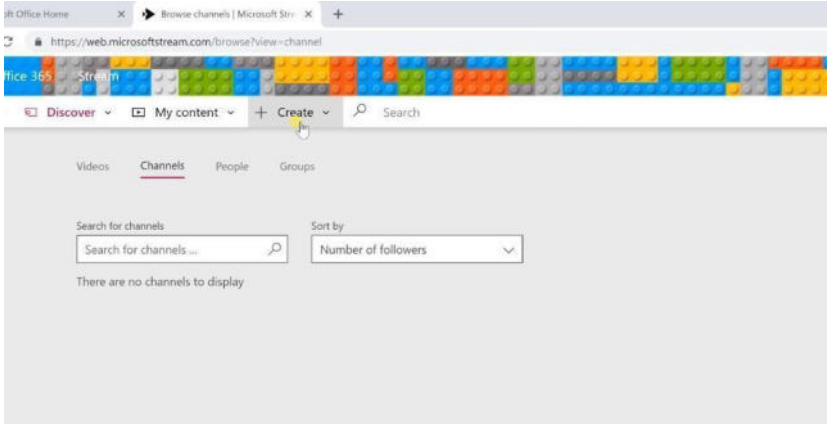 oft Office Home
Browse channels | Microsoft Stre
https://web.microsoftstream.com/browse?view=channel
ffice 365 Stream
Discover My content + Create Search
Videos Channels People Groups
Search for channels Sort by
Search for channels ... Number of followers
There are no channels to display